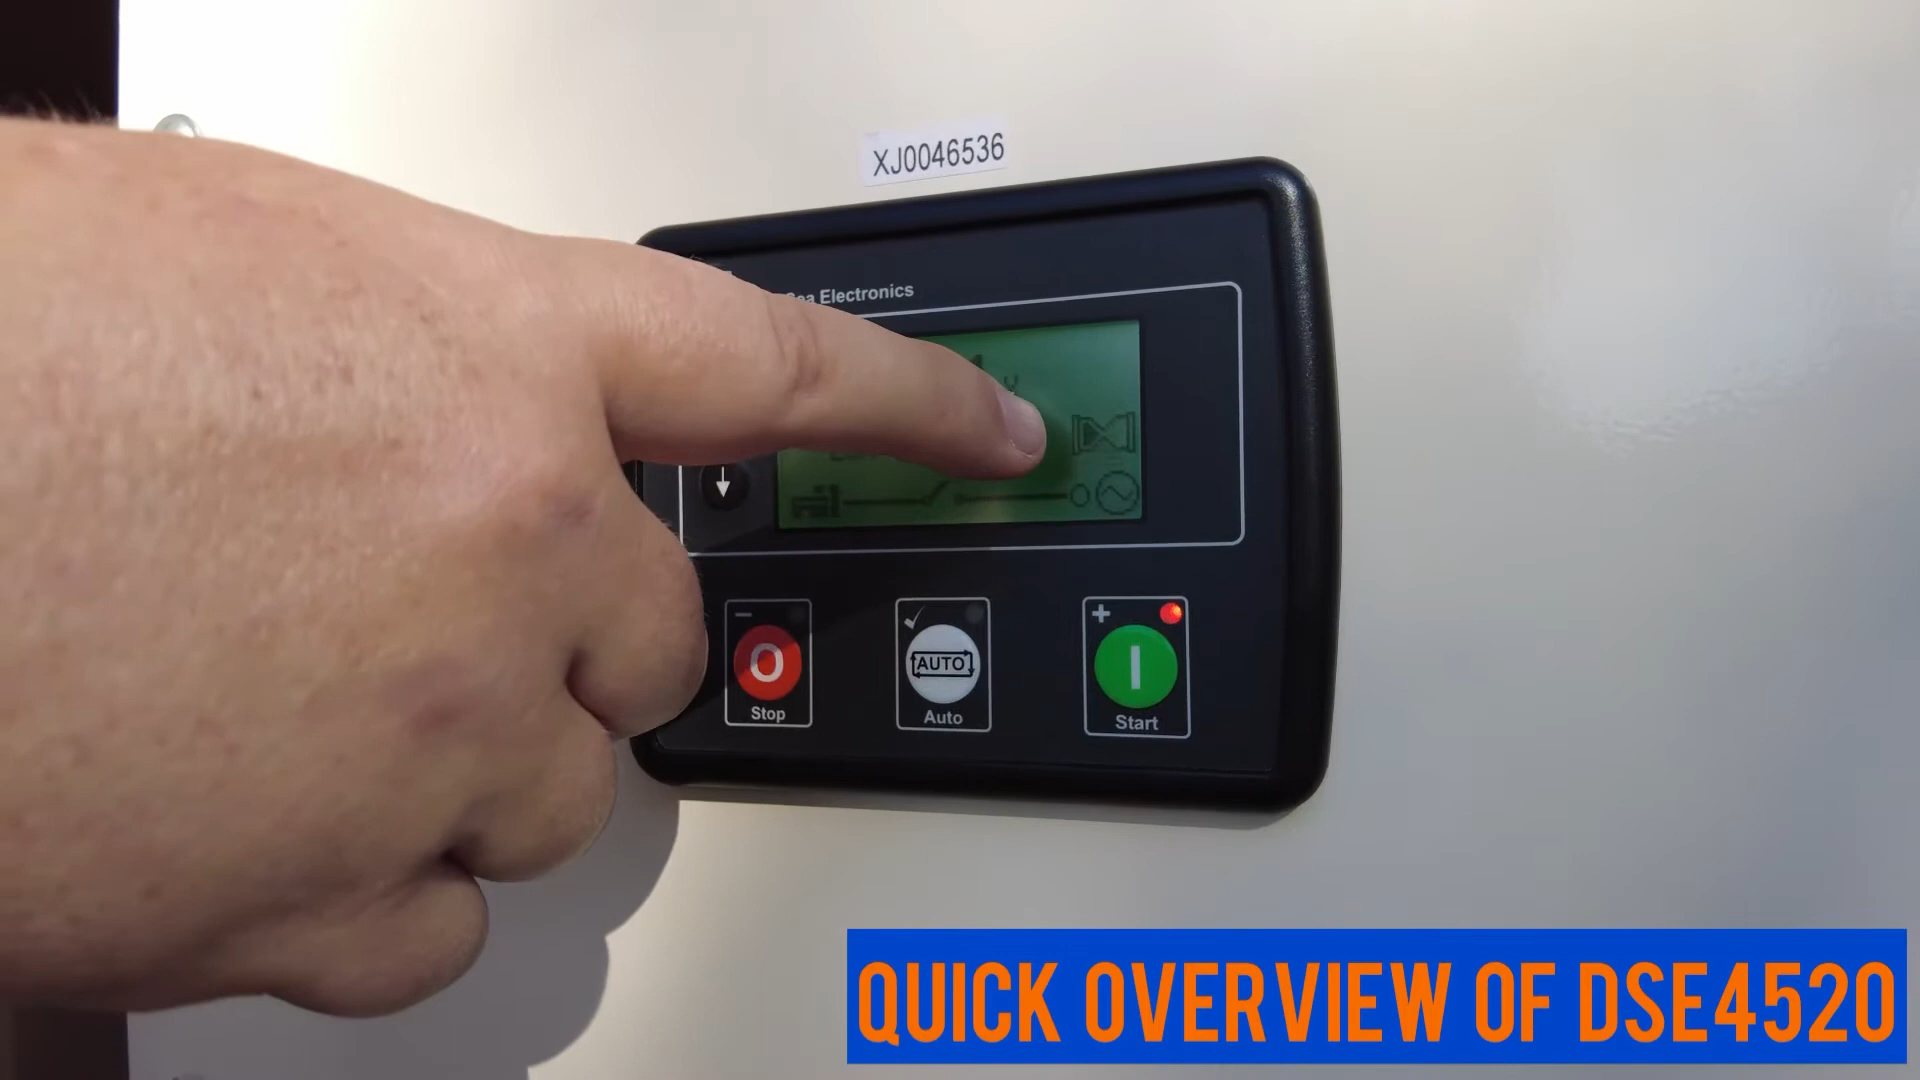 XJ0046536
Sea Electronics
O
AUTO
I
Stop
Auto
Start
QUICK OVERVIEW OF DSE4520